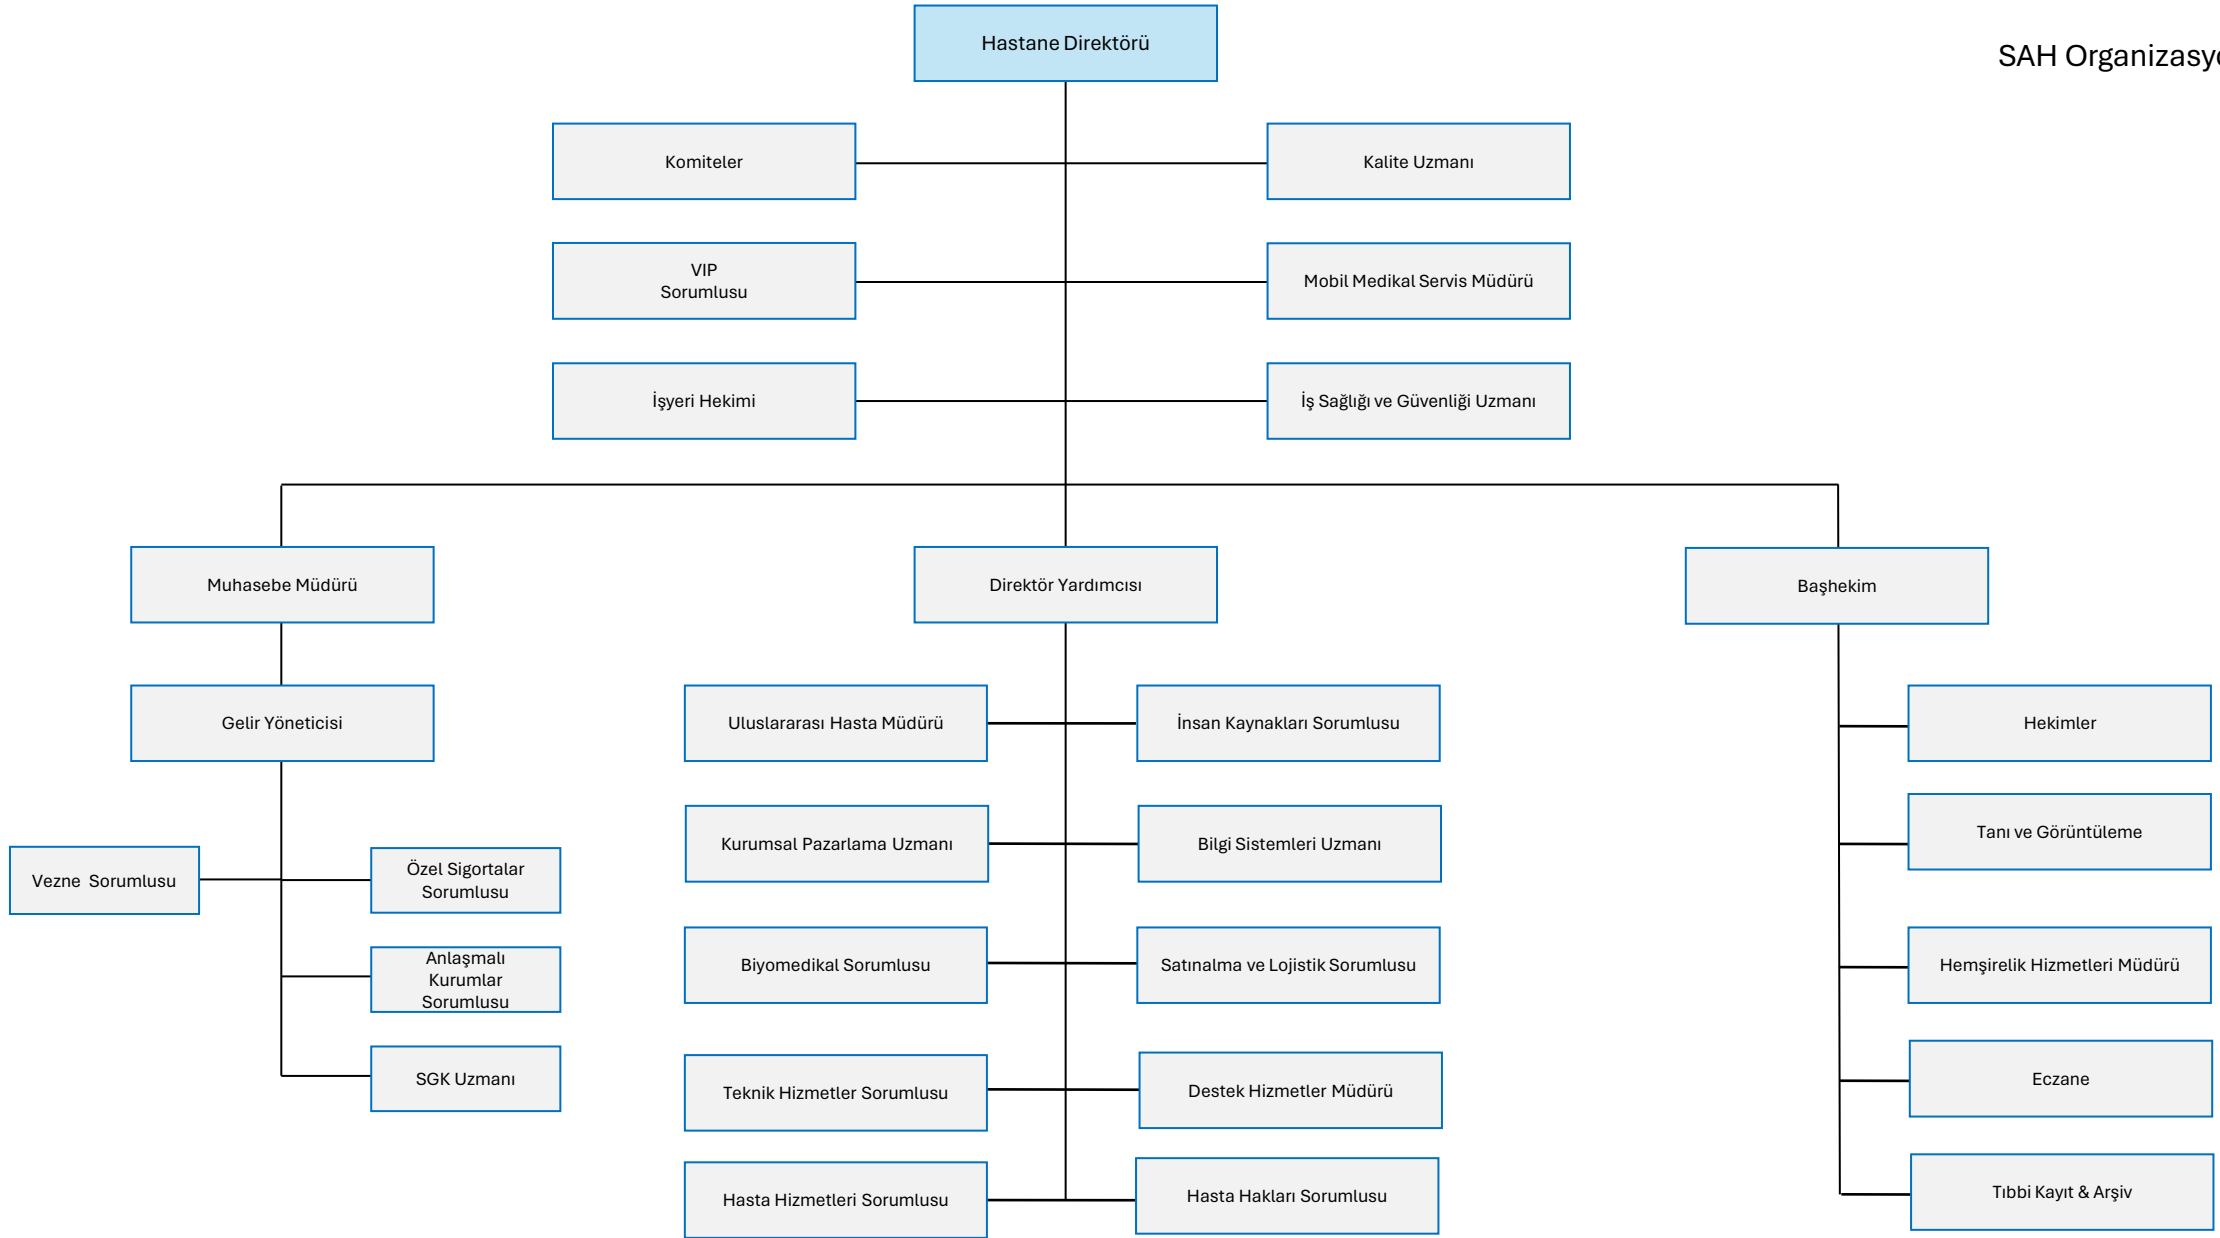 Hastane Direktörü
SAH Organizasyo
Komiteler
Kalite Uzmanı
VIP
Sorumlusu
Mobil Medikal Servis Müdürü
İşyeri Hekimi
İş Sağlığı ve Güvenliği Uzmanı
Muhasebe Müdürü
Direktör Yardımcısı
Başhekim
Gelir Yöneticisi
Uluslararası Hasta Müdürü
İnsan Kaynakları Sorumlusu
Hekimler
Kurumsal Pazarlama Uzmanı
Bilgi Sistemleri Uzmanı
Tanı ve Görüntüleme
Vezne Sorumlusu
Özel Sigortalar
Sorumlusu
Biyomedikal Sorumlusu
Satınalma ve Lojistik Sorumlusu
Hemşirelik Hizmetleri Müdürü
Anlaşmalı
Kurumlar
Sorumlusu
SGK Uzmanı
Teknik Hizmetler Sorumlusu
Destek Hizmetler Müdürü
Eczane
Hasta Hizmetleri Sorumlusu
Hasta Hakları Sorumlusu
Tıbbi Kayıt & Arşiv